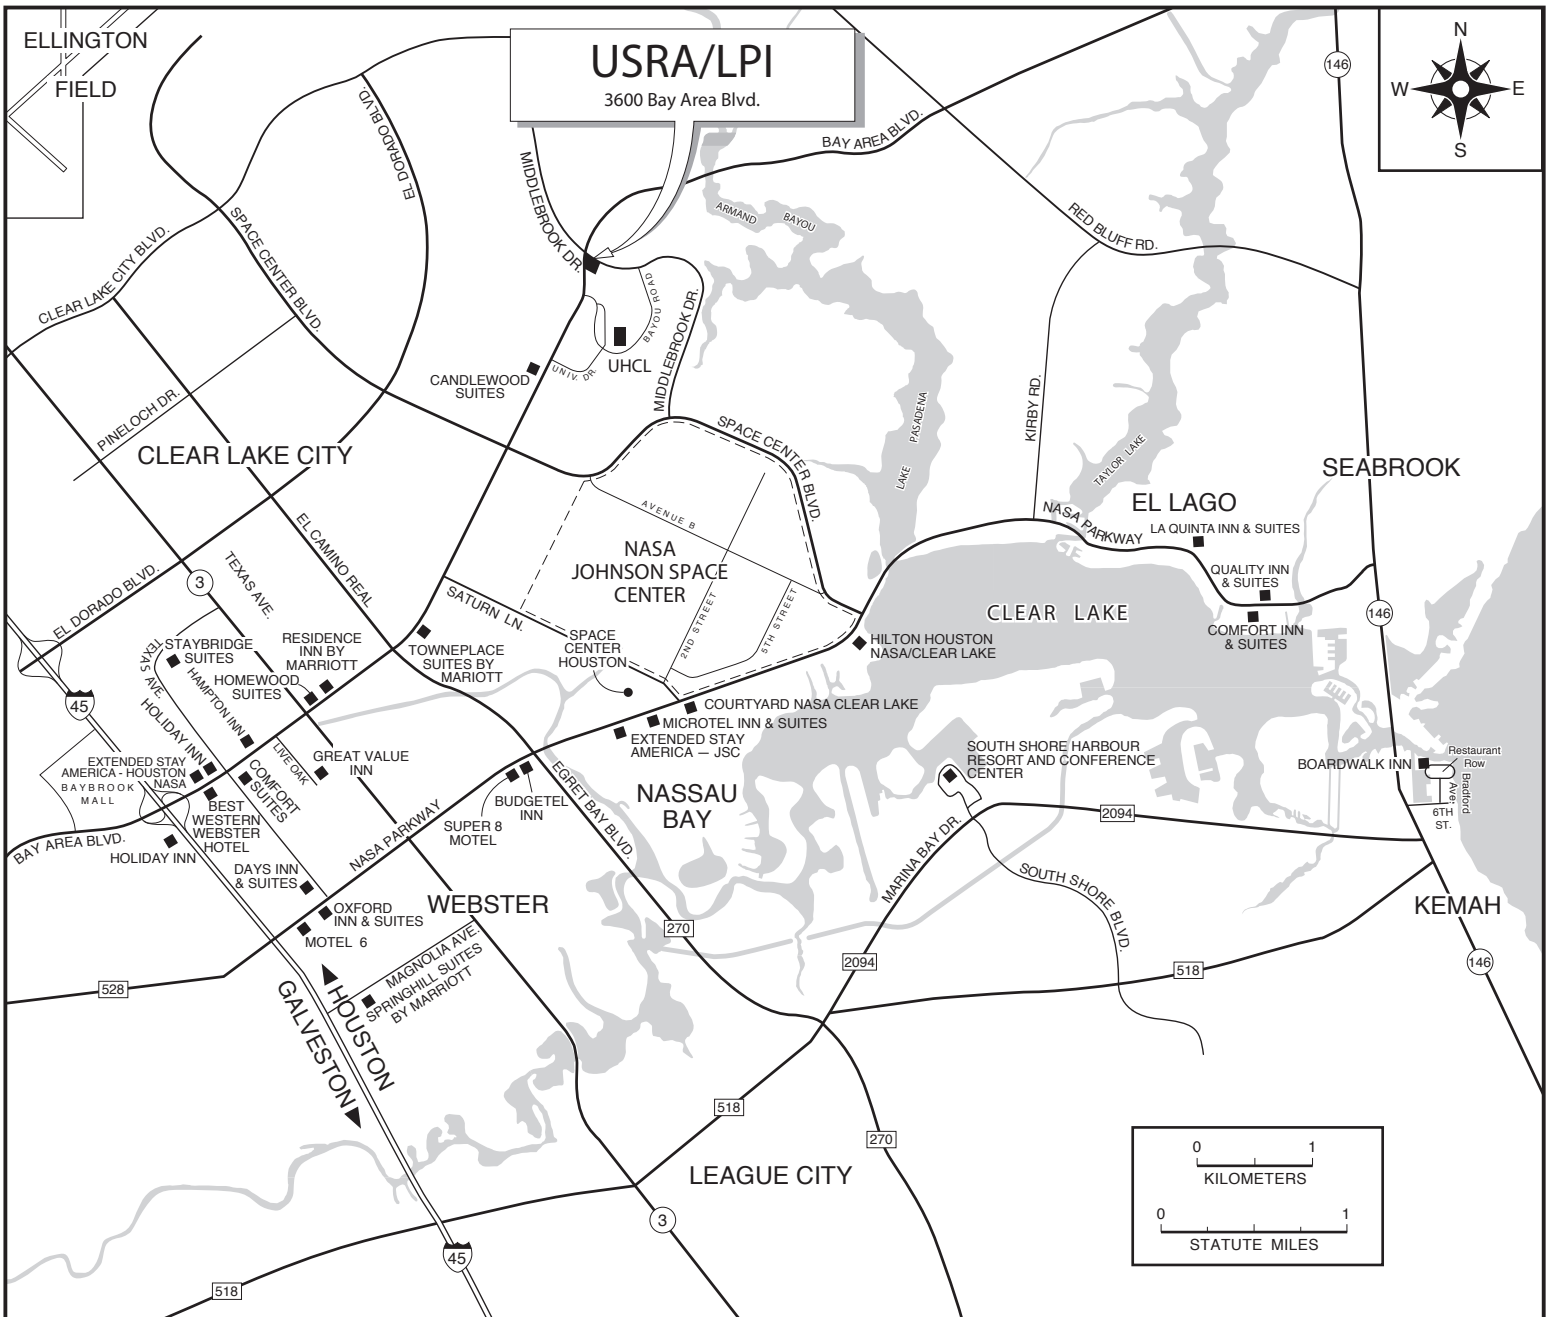 ELLINGTON
FIELD
USRA/LPI
3600 Bay Area Blvd.
146
N
W
E
S
EL DORADO BLVD.
MIDDLEBROOK DR.
BAY AREA BLVD.
ARMAND
BAYOU
RED BLUFF RD.
CLEAR LAKE CITY BLVD.
SPACE CENTER BLVD.
BAYOU ROAD
MIDDLEBROOK DR.
UHCL
UNIV. DR.
CANDLEWOOD
SUITES
PINELOCH DR.
CLEAR LAKE CITY
SPACE CENTER BLVD.
LAKE
PASADENA
KIRBY RD.
TAYLOR LAKE
SEABROOK
EL LAGO
NASA PARKWAY
LA QUINTA INN & SUITES
QUALITY INN
& SUITES
COMFORT INN
& SUITES
146
CLEAR LAKE
AVENUE B
NASA
JOHNSON SPACE
CENTER
2ND STREET
5TH STREET
EL CAMINO REAL
TEXAS AVE.
3
EL DORADO BLVD.
SATURN LN.
SPACE
CENTER
HOUSTON
HILTON HOUSTON
NASA/CLEAR LAKE
TOWNEPLACE
SUITES BY
MARIOTT
RESIDENCE
INN BY
MARRIOTT
STAYBRIDGE
SUITES
TEXAS AVE.
HOMEWOOD
SUITES
HAMPTON INN
HOLIDAY INN
45
COURTYARD NASA CLEAR LAKE
MICROTEL INN & SUITES
EXTENDED STAY
AMERICA — JSC
EXTENDED STAY
AMERICA - HOUSTON
NASA
BAYBROOK
MALL
LIVE OAK
GREAT VALUE
INN
COMFORT
SUITES
BEST
WESTERN
WEBSTER
HOTEL
BAY AREA BLVD.
HOLIDAY INN
DAYS INN
& SUITES
NASA PARKWAY
SUPER 8
MOTEL
BUDGETEL
INN
EGRET BAY BLVD.
NASSAU
BAY
SOUTH SHORE HARBOUR
RESORT AND CONFERENCE
CENTER
BOARDWALK INN
Restaurant
Row
Bradford
Ave.
6TH
ST.
2094
MARINA BAY DR.
SOUTH SHORE BLVD.
OXFORD
INN & SUITES
MOTEL 6
WEBSTER
270
KEMAH
146
2094
518
528
MAGNOLIA AVE.
SPRINGHILL SUITES
BY MARRIOTT
HOUSTON
GALVESTON
518
270
LEAGUE CITY
3
45
518
0
1
KILOMETERS
0
1
STATUTE MILES